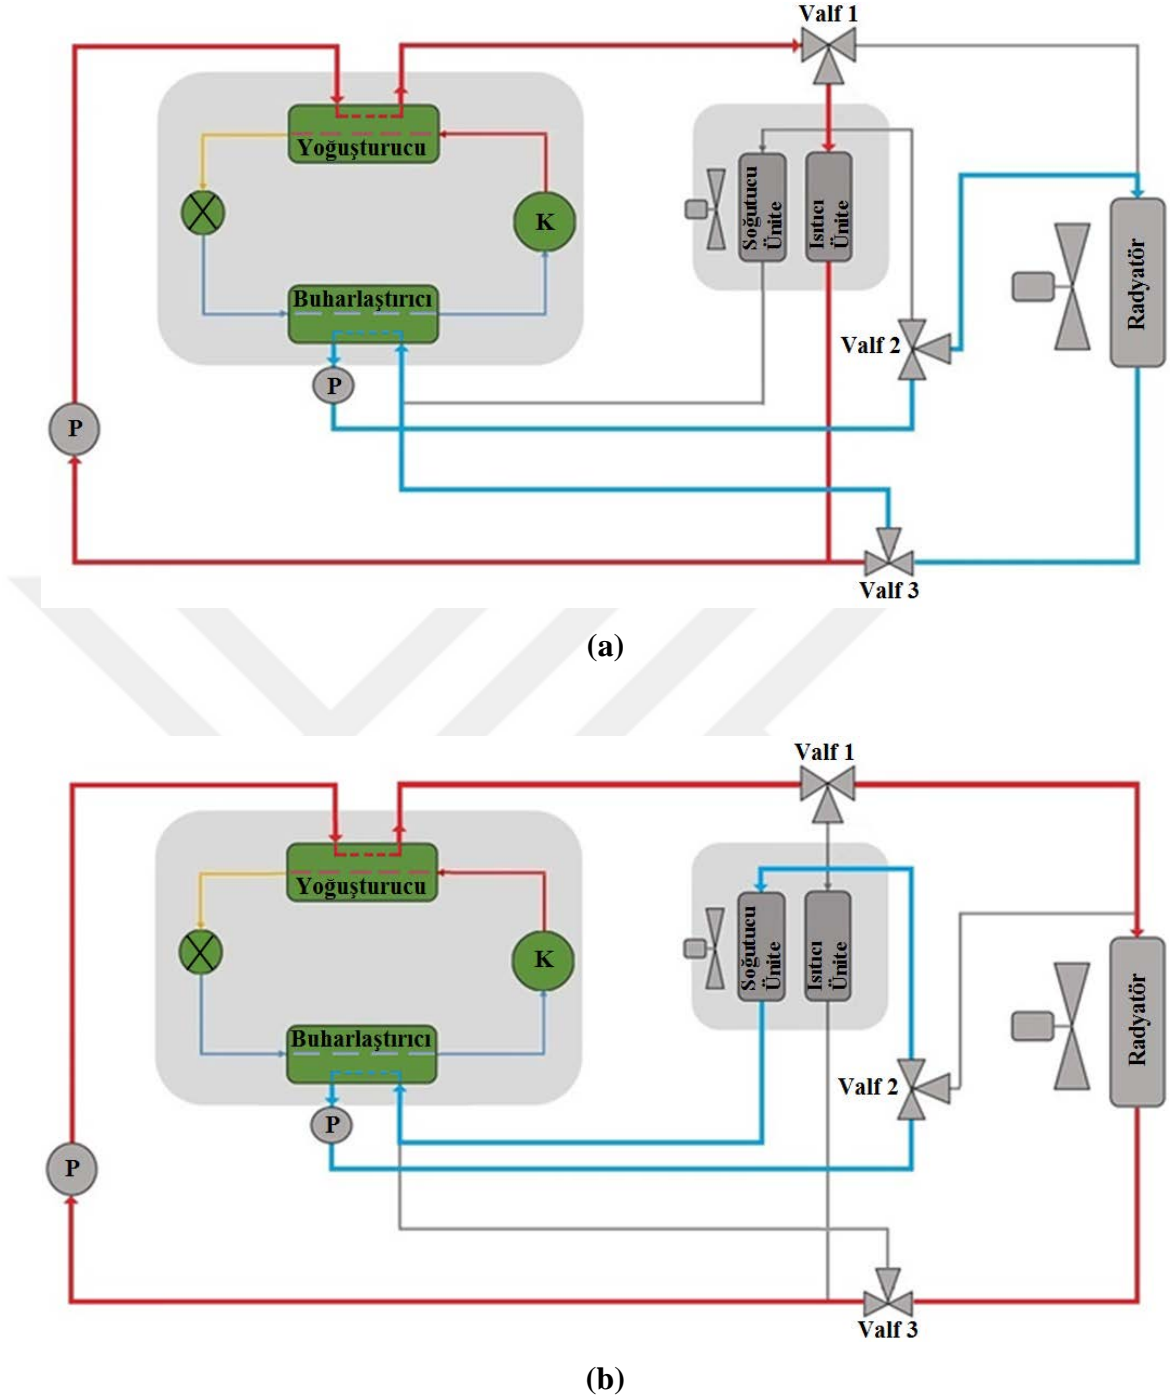 Valf 1
Yoğuşturucu
K
Soğutucu
Ünite
Isıtıcı
Ünite
Radyatör
Buharlaştırıcı
Valf 2
P
P
Valf 3
(a)
Valf 1
Yoğuşturucu
K
Soğutucu
Ünite
Isıtıcı
Ünite
Radyatör
Buharlaştırıcı
Valf 2
P
P
Valf 3
(b)